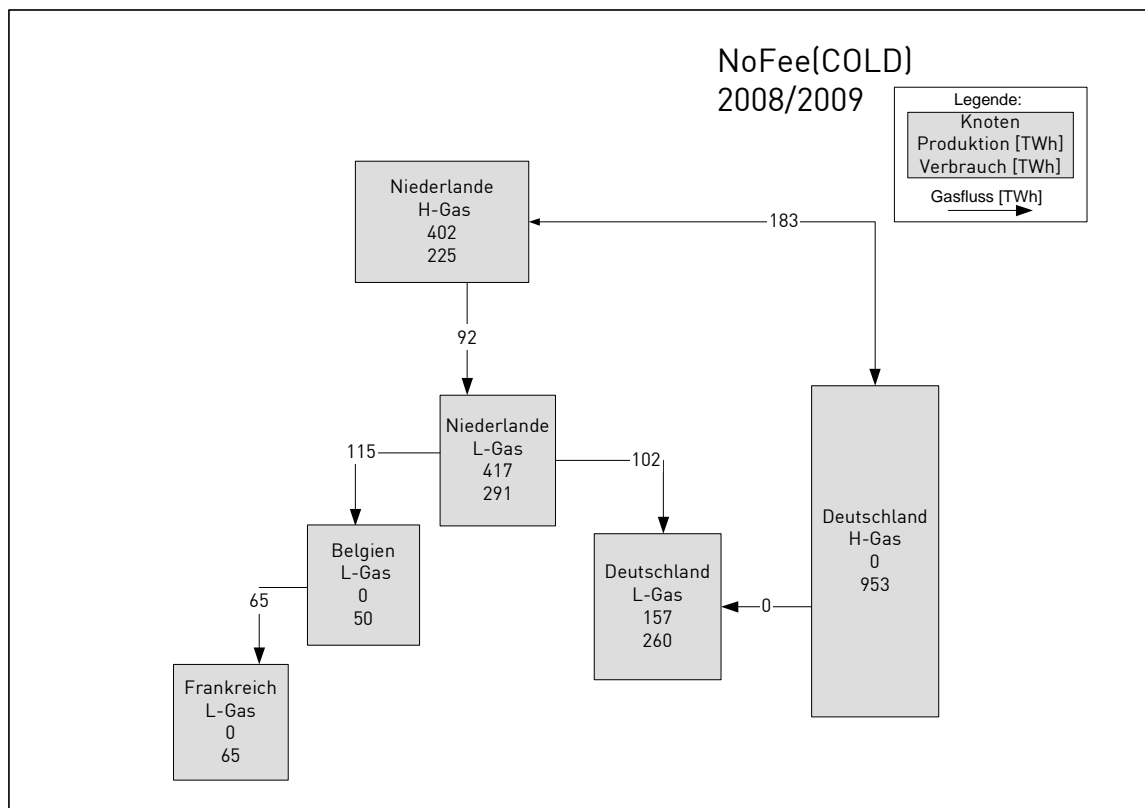 NoFee(COLD)
2008/2009
Legende:
Knoten
Produktion [TWh]
Verbrauch [TWh]
Gasfluss [TWh]
Niederlande
H-Gas
402
225
183
92
Niederlande
L-Gas
417
291
115
102
Belgien
L-Gas
0
50
Deutschland
L-Gas
157
260
Deutschland
H-Gas
0
953
0
65
Frankreich
L-Gas
0
65